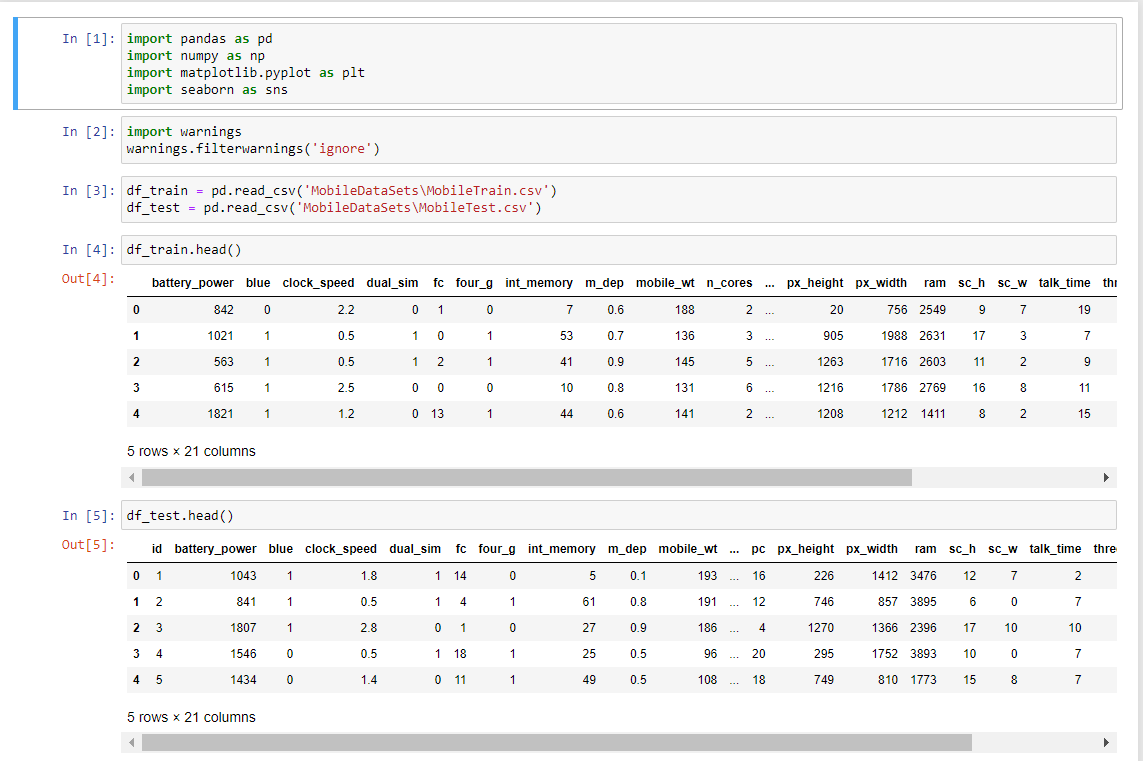 In [1]: import pandas as pd
import numpy as np
import matplotlib.pyplot as plt
import seaborn as sns
In [2]: import warnings
warnings.filterwarnings('ignore')
In [3]: df_train = pd.read_csv('MobileDataSets\MobileTrain.csv')
df_test = pd.read_csv('MobileDataSets\MobileTest.csv')
In [4]: df_train.head()
Out[4]:
battery_power blue clock_speed dual_sim fc four_g int_memory m_dep mobile_wt n_cores ... px_height px_width ram sc_h sc_w talk_time thr
0 842 0 2.2 0 1 0 7 0.6 188 2 ... 20 756 2549 9 7 19
1 1021 1 0.5 1 0 1 53 0.7 136 3 ... 905 1988 2631 17 3 7
2 563 1 0.5 1 2 1 41 0.9 145 5 ... 1263 1716 2603 11 2 9
3 615 1 2.5 0 0 0 10 0.8 131 6 ... 1216 1786 2769 16 8 11
4 1821 1 1.2 0 13 1 44 0.6 141 2 ... 1208 1212 1411 8 2 15
5 rows × 21 columns
In [5]: df_test.head()
Out[5]:
id battery_power blue clock_speed dual_sim fc four_g int_memory m_dep mobile_wt ... pc px_height px_width ram sc_h sc_w talk_time thre
0 1 1043 1 1.8 1 14 0 5 0.1 193 ... 16 226 1412 3476 12 7 2
1 2 841 1 0.5 1 4 1 61 0.8 191 ... 12 746 857 3895 6 0 7
2 3 1807 1 2.8 0 1 0 27 0.9 186 ... 4 1270 1366 2396 17 10 10
3 4 1546 0 0.5 1 18 1 25 0.5 96 ... 20 295 1752 3893 10 0 7
4 5 1434 0 1.4 0 11 1 49 0.5 108 ... 18 749 810 1773 15 8 7
5 rows × 21 columns